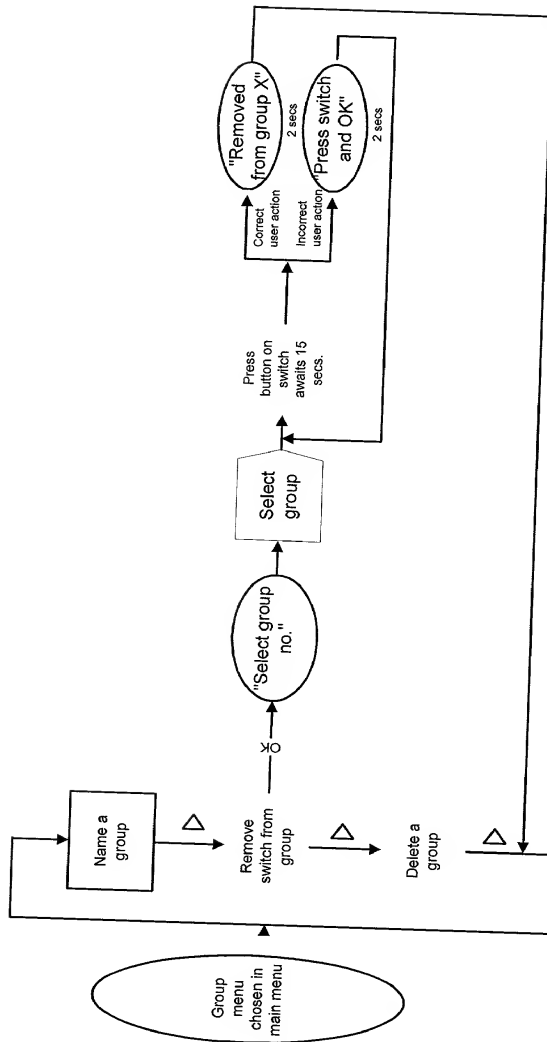 Group
menu
chosen in
main menu
Name a
group
Remove
switch from
group
Delete a
group
OK
"Select group
no."
Select
group
Press
button on
switch
awaits 15
secs.
Correct
user action
Incorrect
user action
"Removed
from group X"
2 secs
"Press switch
and OK"
2 secs